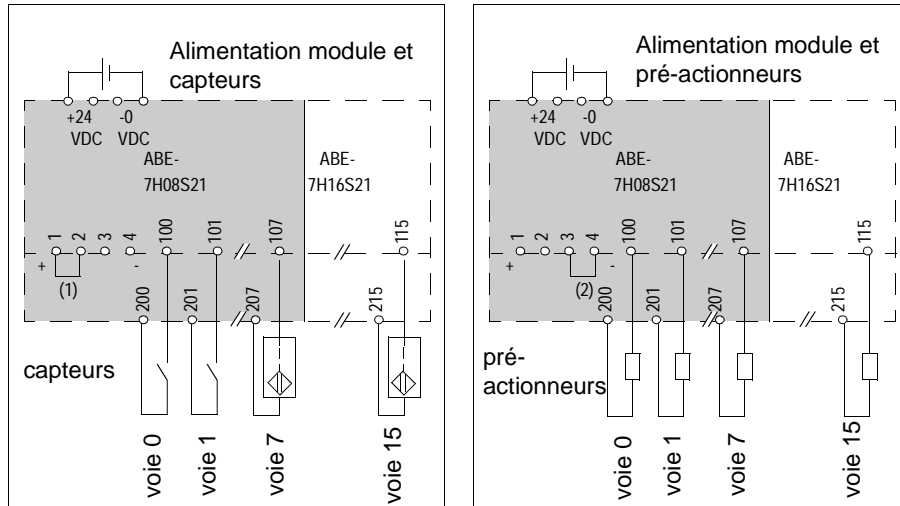 Alimentation module et
capteurs
+24 -0
VDC VDC
ABE-
7H08S21
ABE-
7H16S21
1 2 3 4 100 101 107 115
+ -
(1)
200 201 207 215
capteurs
voie 0 voie 1 voie 7 voie 15
Alimentation module et
pré-actionneurs
+24 -0
VDC VDC
ABE-
7H08S21
ABE-
7H16S21
1 2 3 4 100 101 107 115
+ -
(2)
200 201 207 215
pré-
actionneurs
voie 0 voie 1 voie 7 voie 15